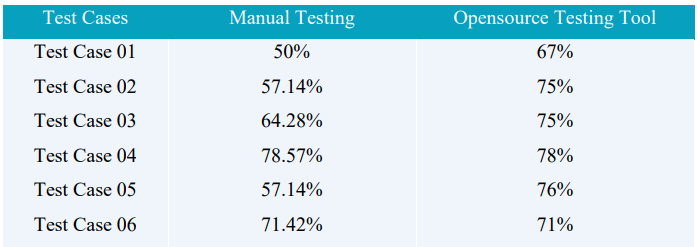 Test Cases Manual Testing Opensource Testing Tool
Test Case 01 50% 67%
Test Case 02 57.14% 75%
Test Case 03 64.28% 75%
Test Case 04 78.57% 78%
Test Case 05 57.14% 76%
Test Case 06 71.42% 71%